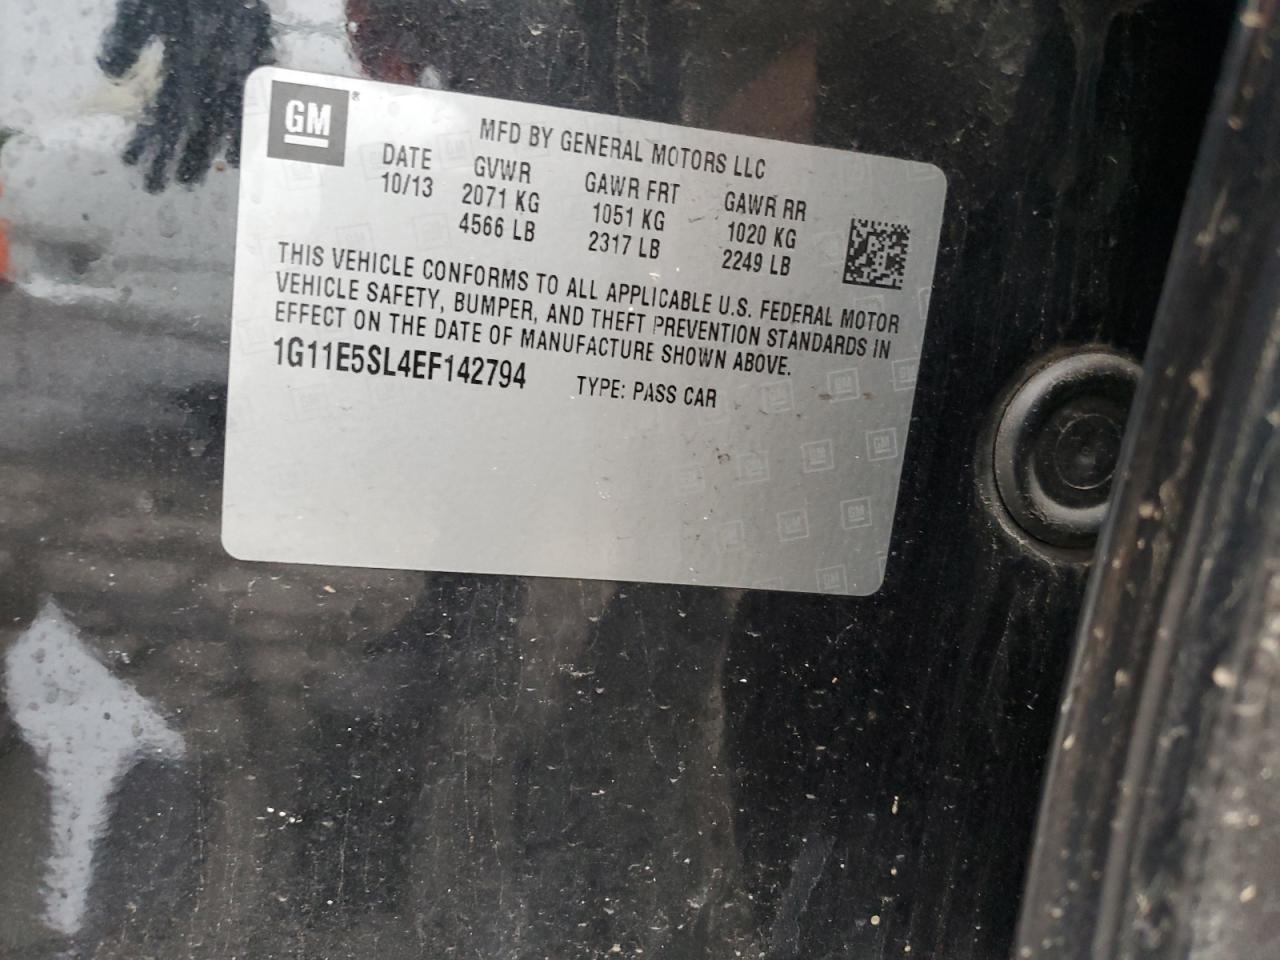 GM®
MFD BY GENERAL MOTORS LLC
DATE GVWR GAWR FRT GAWR RR
10/13 2071 KG 1051 KG 1020 KG
4566 LB 2317 LB 2249 LB
THIS VEHICLE CONFORMS TO ALL APPLICABLE U.S. FEDERAL MOTOR
VEHICLE SAFETY, BUMPER, AND THEFT PREVENTION STANDARDS IN
EFFECT ON THE DATE OF MANUFACTURE SHOWN ABOVE.
1G11E5SL4EF142794 TYPE: PASS CAR